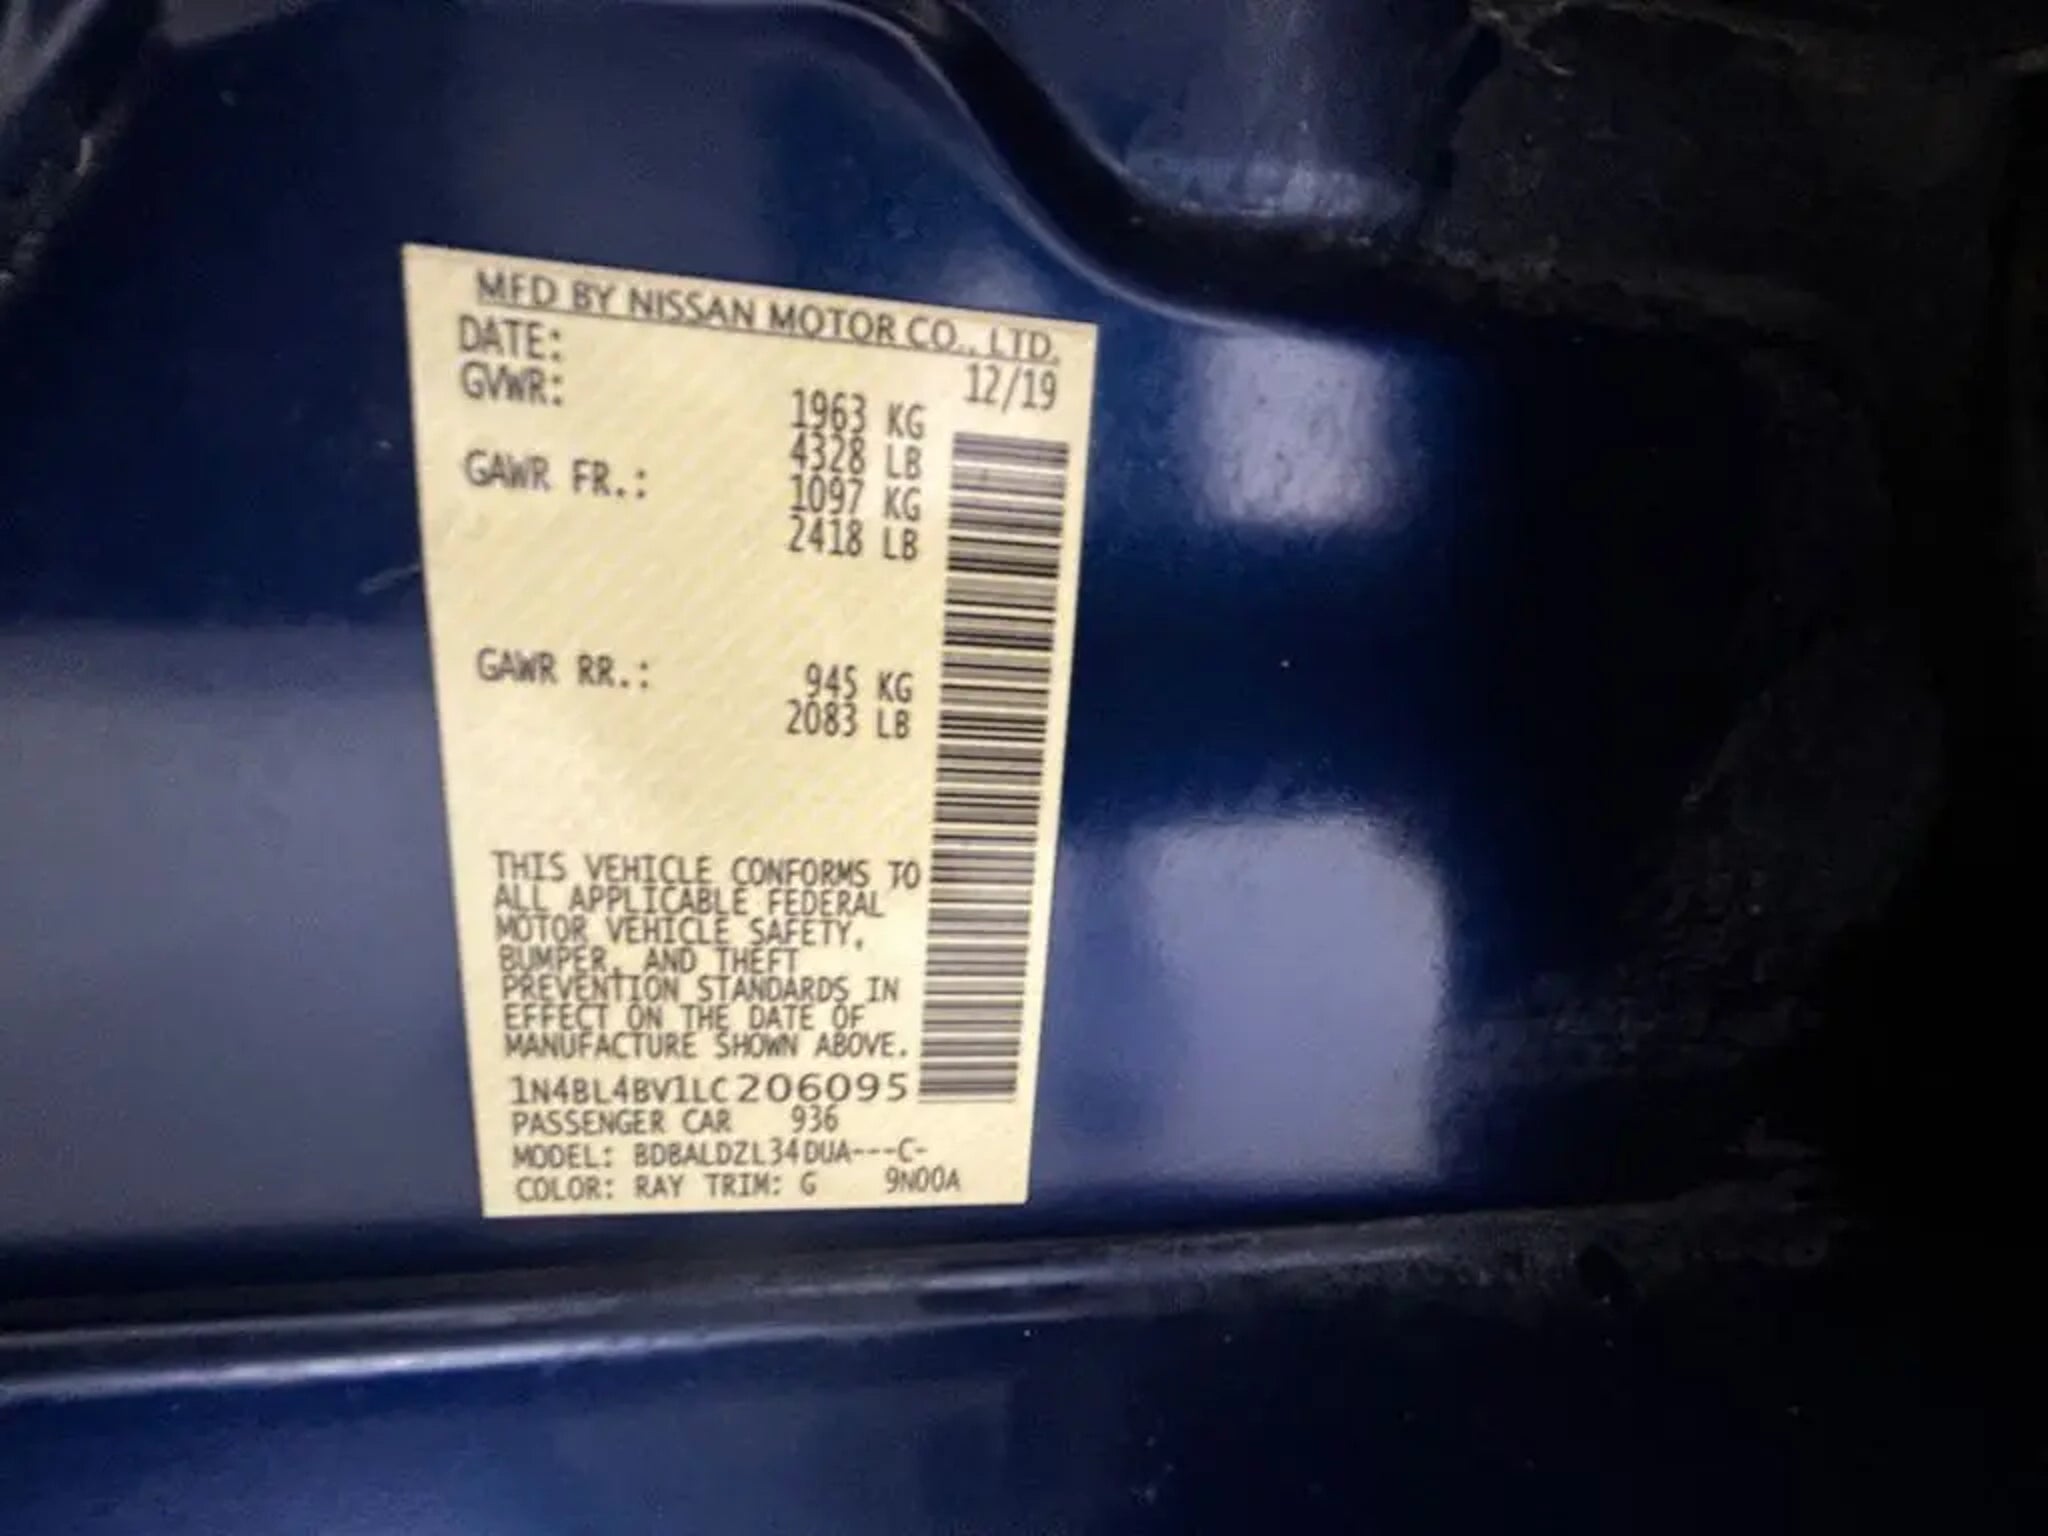 MFD BY NISSAN MOTOR CO., LTD.
DATE: 12/19
GVWR: 1963 KG
4328 LB
GAWR FR.: 1097 KG
2418 LB
GAWR RR.: 945 KG
2083 LB
THIS VEHICLE CONFORMS TO
ALL APPLICABLE FEDERAL
MOTOR VEHICLE SAFETY,
BUMPER, AND THEFT
PREVENTION STANDARDS IN
EFFECT ON THE DATE OF
MANUFACTURE SHOWN ABOVE.
1N4BL4BV1LC206095
PASSENGER CAR 936
MODEL: BDBALDZL34DUA---C-
COLOR: RAY TRIM: G 9N00A